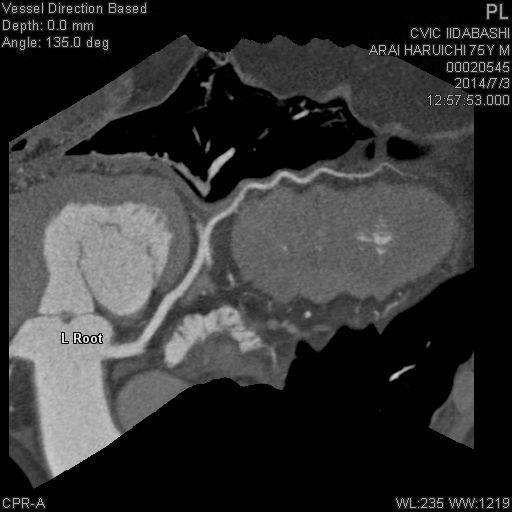 Vessel Direction Based
Depth: 0.0 mm
Angle: 135.0 deg
PL
CVIC IIDABASHI
ARAI HARUICHI 75Y M
00020545
2014/7/3
12:57:53.000
L Root
CPR-A
WL:235 WW:1219